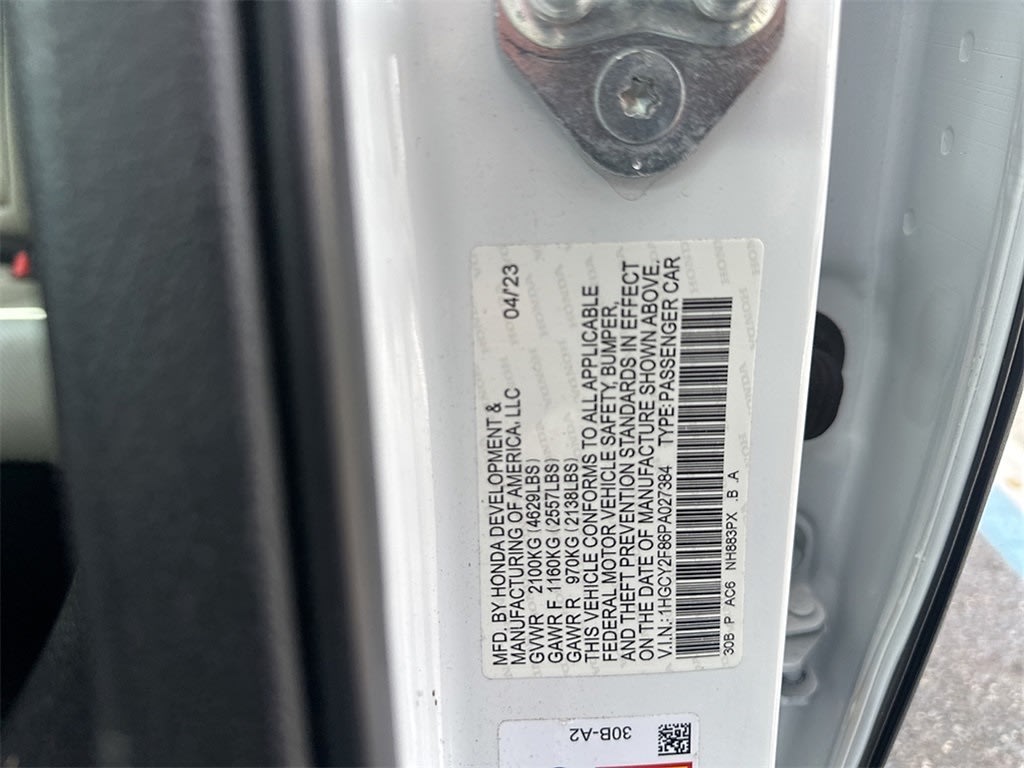 MFD. BY HONDA DEVELOPMENT & 04/'23
MANUFACTURING OF AMERICA, LLC
GVWR 2100KG (4629LBS)
GAWR F 1160KG (2557LBS)
GAWR R 970KG (2138LBS)
THIS VEHICLE CONFORMS TO ALL APPLICABLE
FEDERAL MOTOR VEHICLE SAFETY, BUMPER,
AND THEFT PREVENTION STANDARDS IN EFFECT
ON THE DATE OF MANUFACTURE SHOWN ABOVE.
V.I.N.:1HGCY2F86PA027384 TYPE:PASSENGER CAR
30B P AC6 NH883PX .B .A
30B-A2